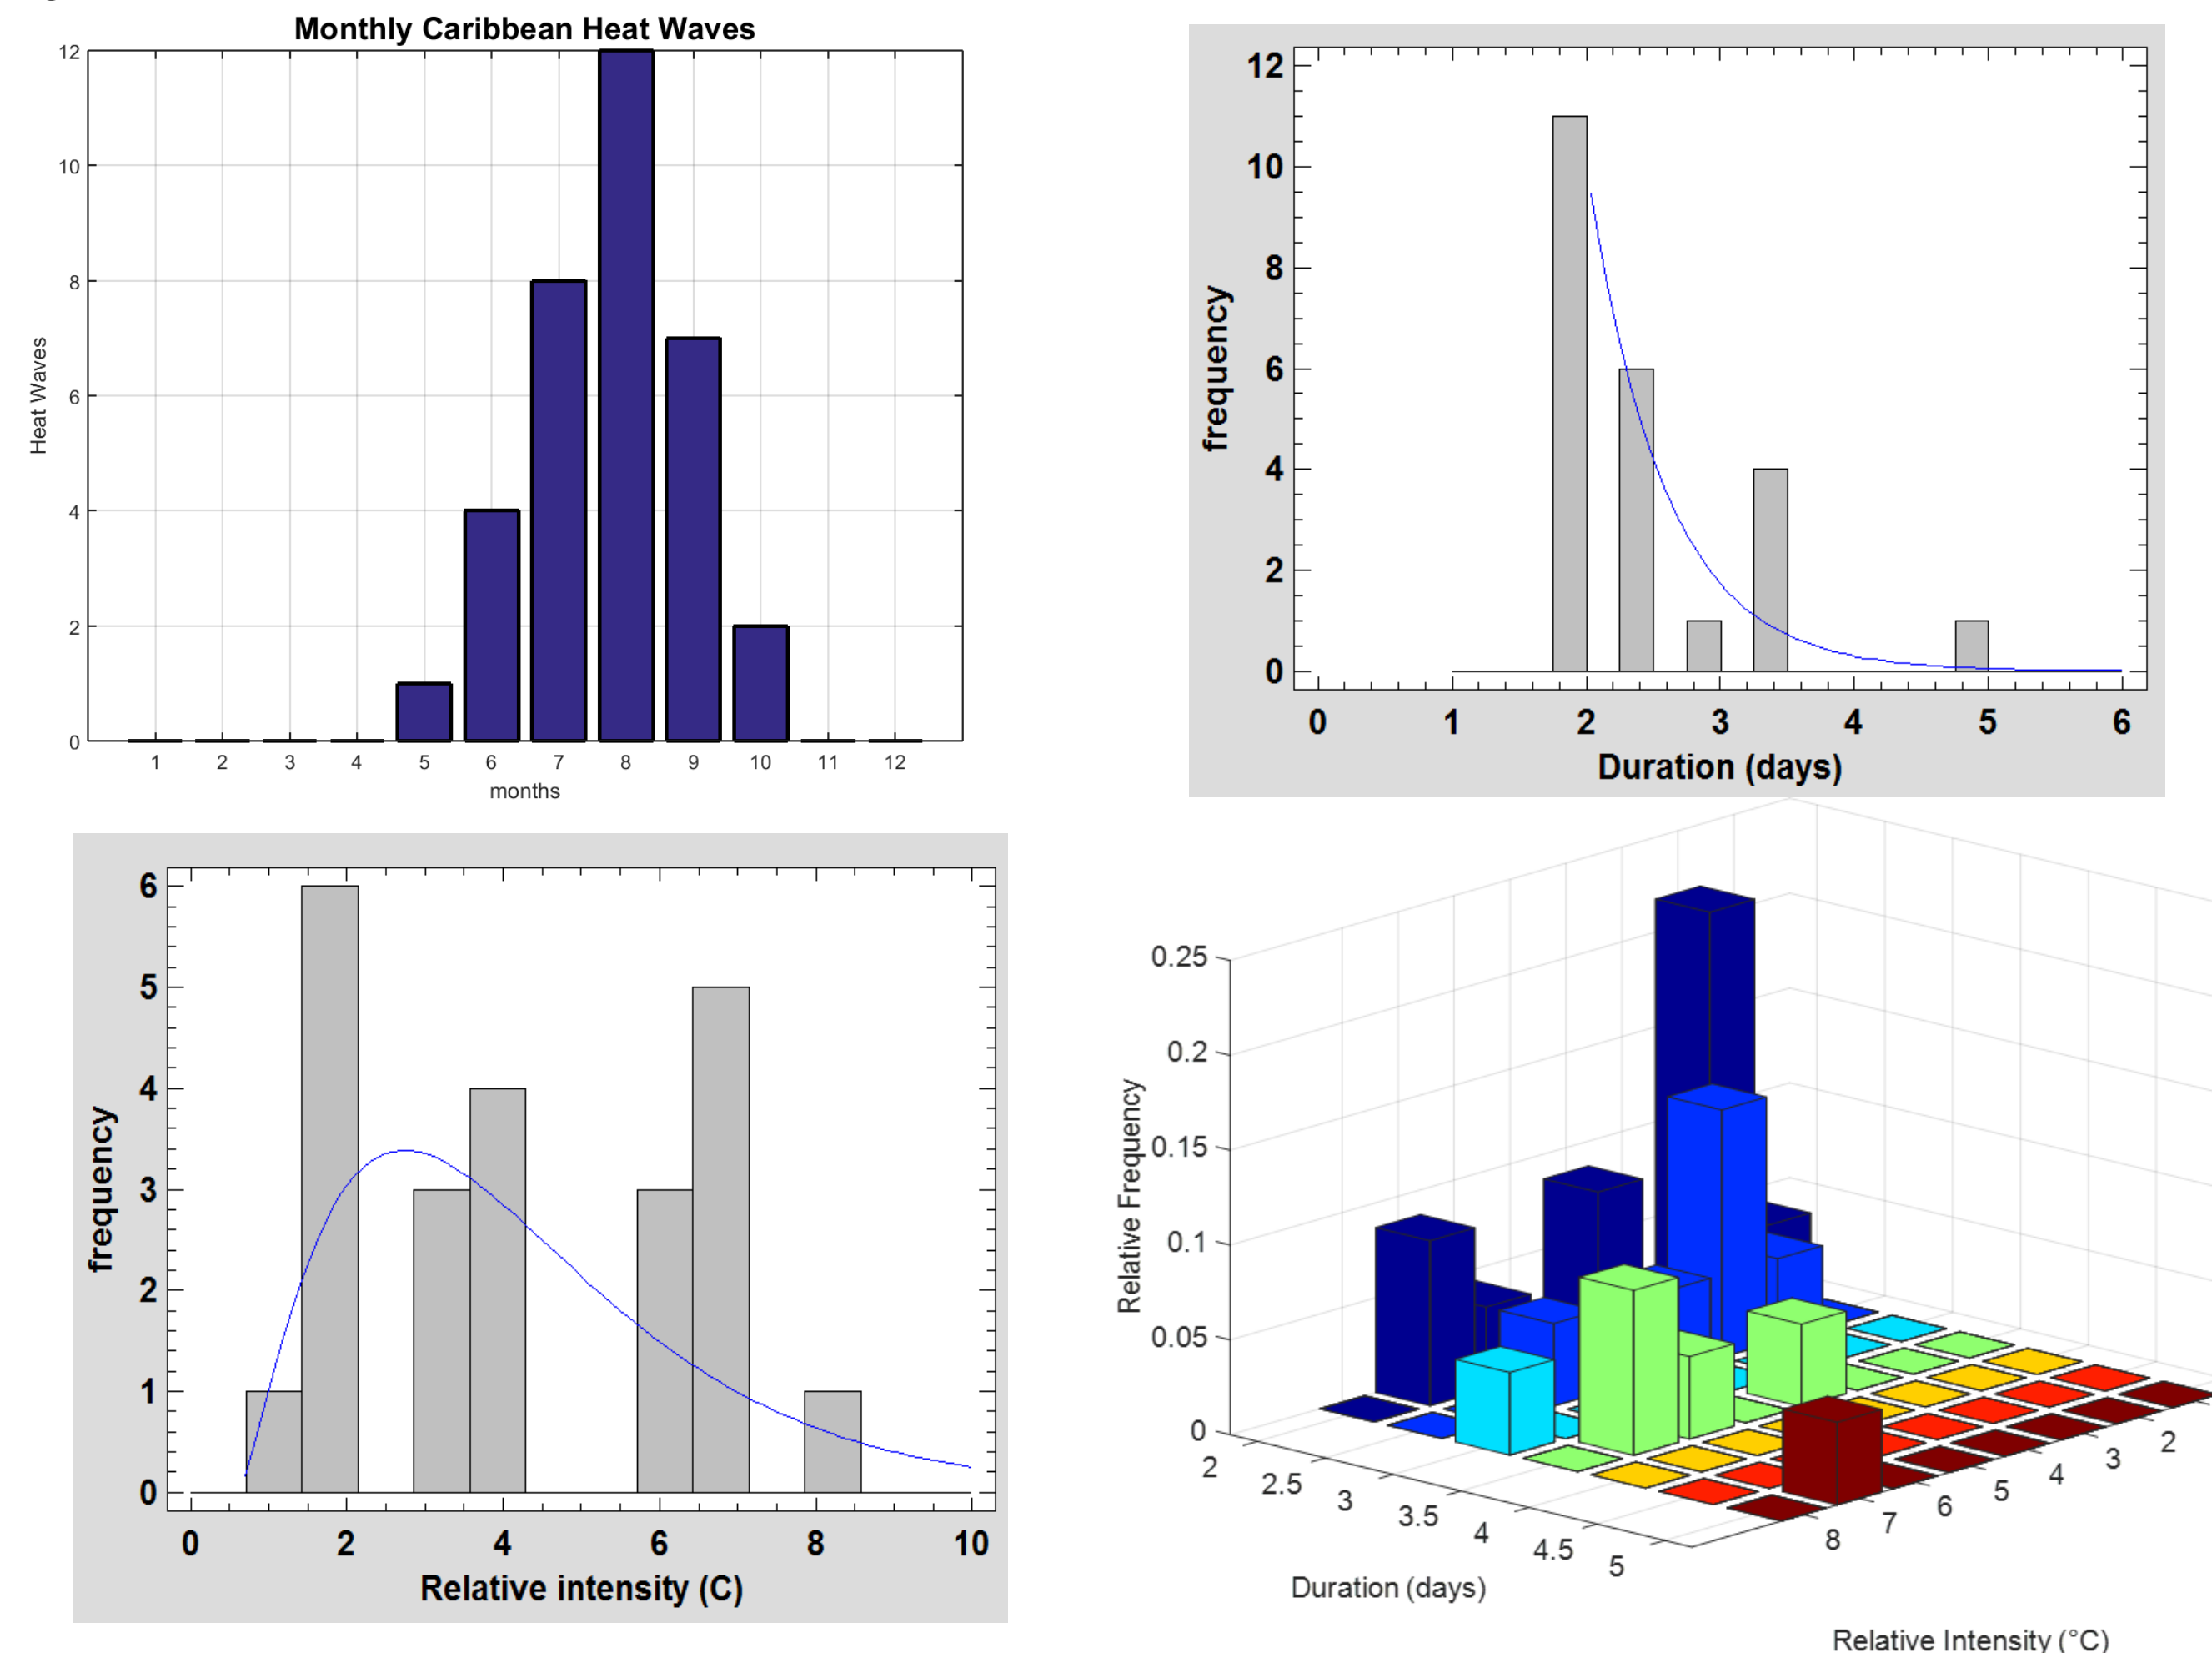 Monthly Caribbean Heat Waves
12
10
8
6
4
2
0
Heat Waves
1 2 3 4 5 6 7 8 9 10 11 12
months
12
10
8
6
4
2
0
frequency
0 1 2 3 4 5 6
Duration (days)
6
5
4
3
2
1
0
frequency
0 2 4 6 8 10
Relative intensity (C)
0.25
0.2
0.15
0.1
0.05
0
Relative Frequency
2 2.5 3 3.5 4 4.5 5
Duration (days)
8 7 6 5 4 3 2
Relative Intensity (°C)